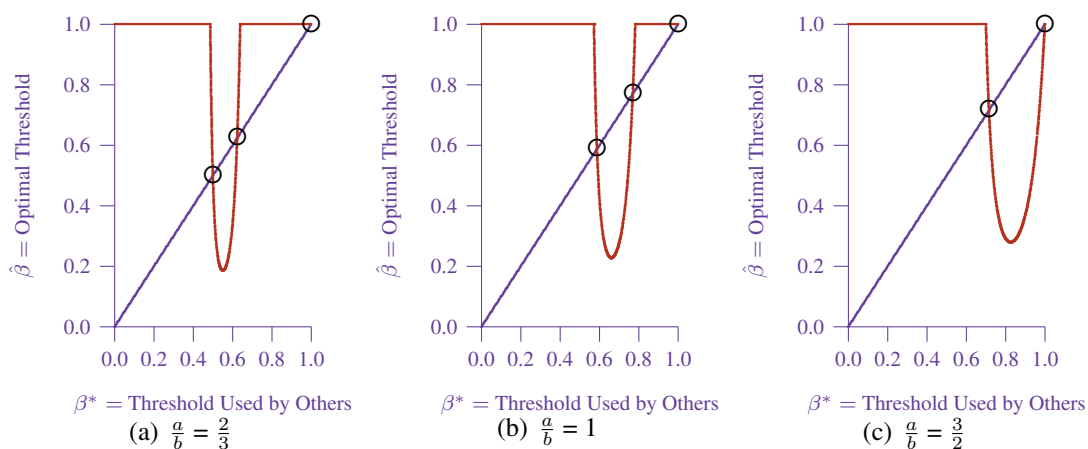 1.0 1.0 1.0
0.8 0.8 0.8
0.6 0.6 0.6
0.4 0.4 0.4
0.2 0.2 0.2
0.0 0.0 0.0
β̂ = Optimal Threshold β̂ = Optimal Threshold β̂ = Optimal Threshold
0.0 0.2 0.4 0.6 0.8 1.0 0.0 0.2 0.4 0.6 0.8 1.0 0.0 0.2 0.4 0.6 0.8 1.0
β* = Threshold Used by Others β* = Threshold Used by Others β* = Threshold Used by Others
(a) a/b = 2/3 (b) a/b = 1 (c) a/b = 3/2